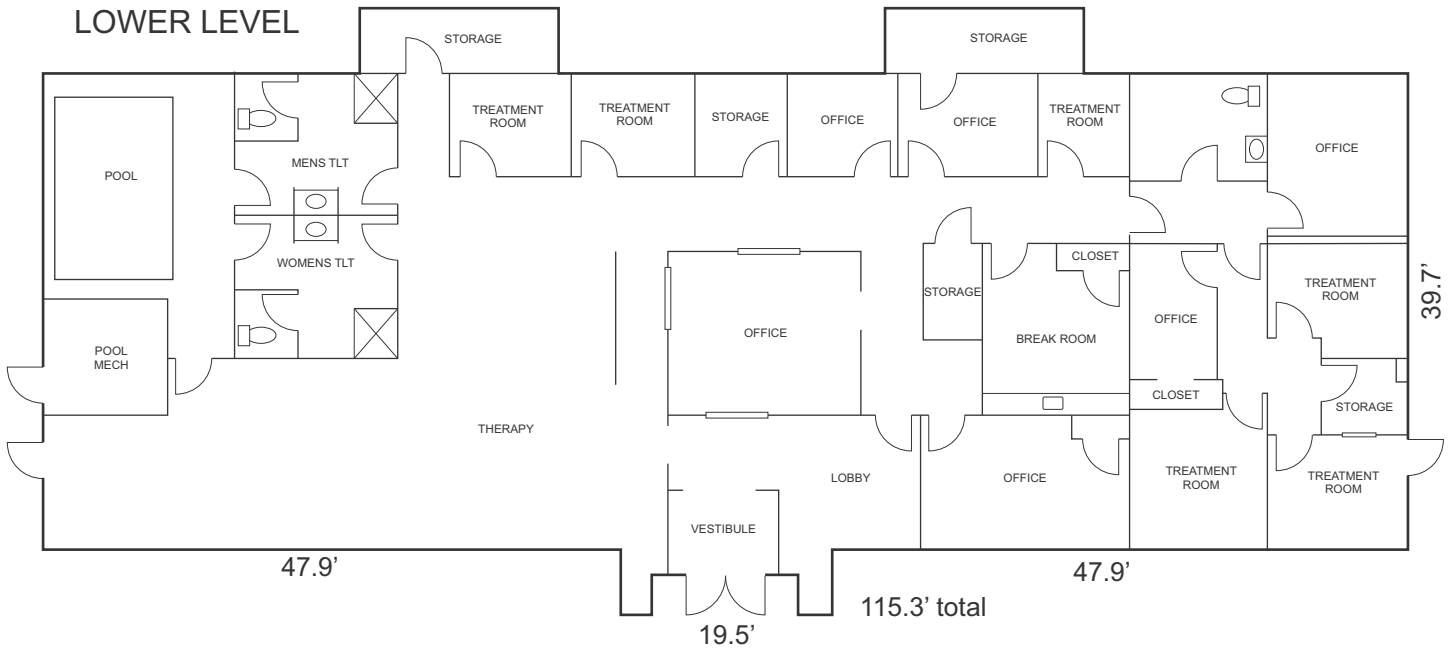 LOWER LEVEL
STORAGE
STORAGE
TREATMENT
ROOM
TREATMENT
ROOM
STORAGE
OFFICE
OFFICE
TREATMENT
ROOM
OFFICE
POOL
MENS TLT
WOMENS TLT
CLOSET
STORAGE
TREATMENT
ROOM
39.7’
OFFICE
OFFICE
BREAK ROOM
POOL
MECH
CLOSET
STORAGE
THERAPY
LOBBY
OFFICE
TREATMENT
ROOM
TREATMENT
ROOM
VESTIBULE
47.9’
47.9’
115.3’ total
19.5’